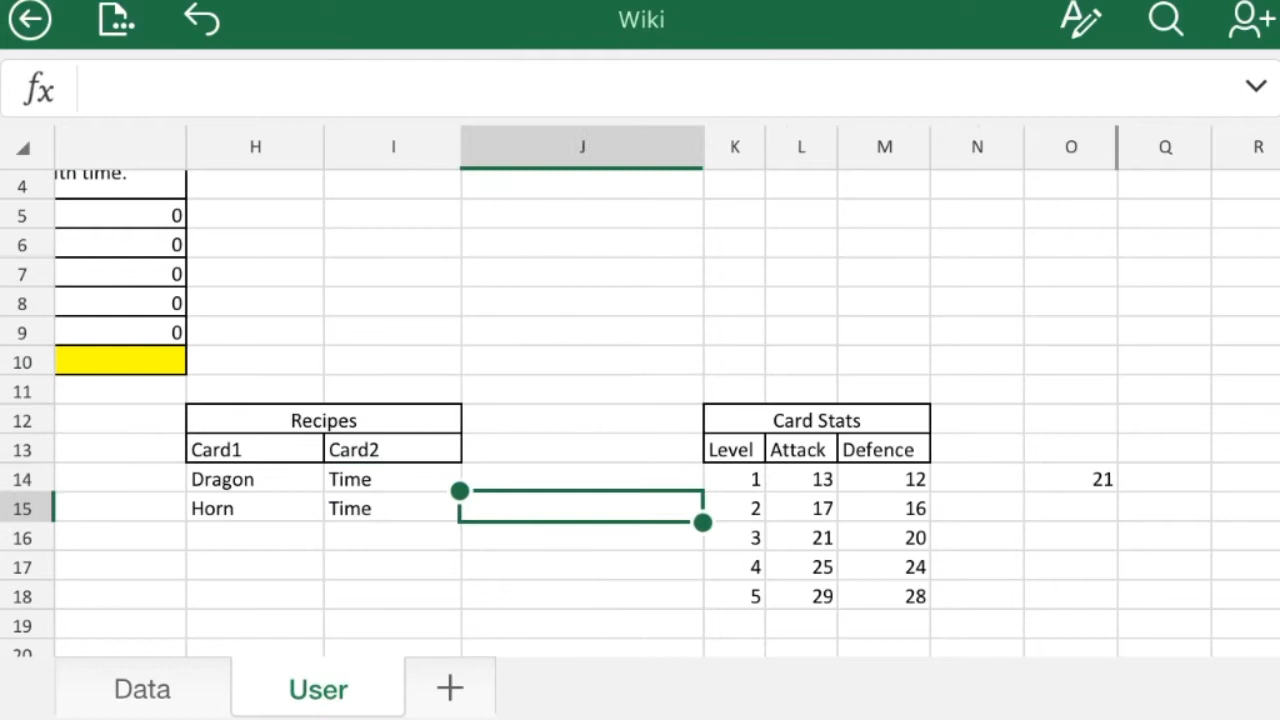 Wiki
fx
H I J K L M N O Q R
4 ith time.
5 0
6 0
7 0
8 0
9 0
10
11
12 Recipes Card Stats
13 Card1 Card2 Level Attack Defence
14 Dragon Time 1 13 12 21
15 Horn Time 2 17 16
16 3 21 20
17 4 25 24
18 5 29 28
19
20
Data User +